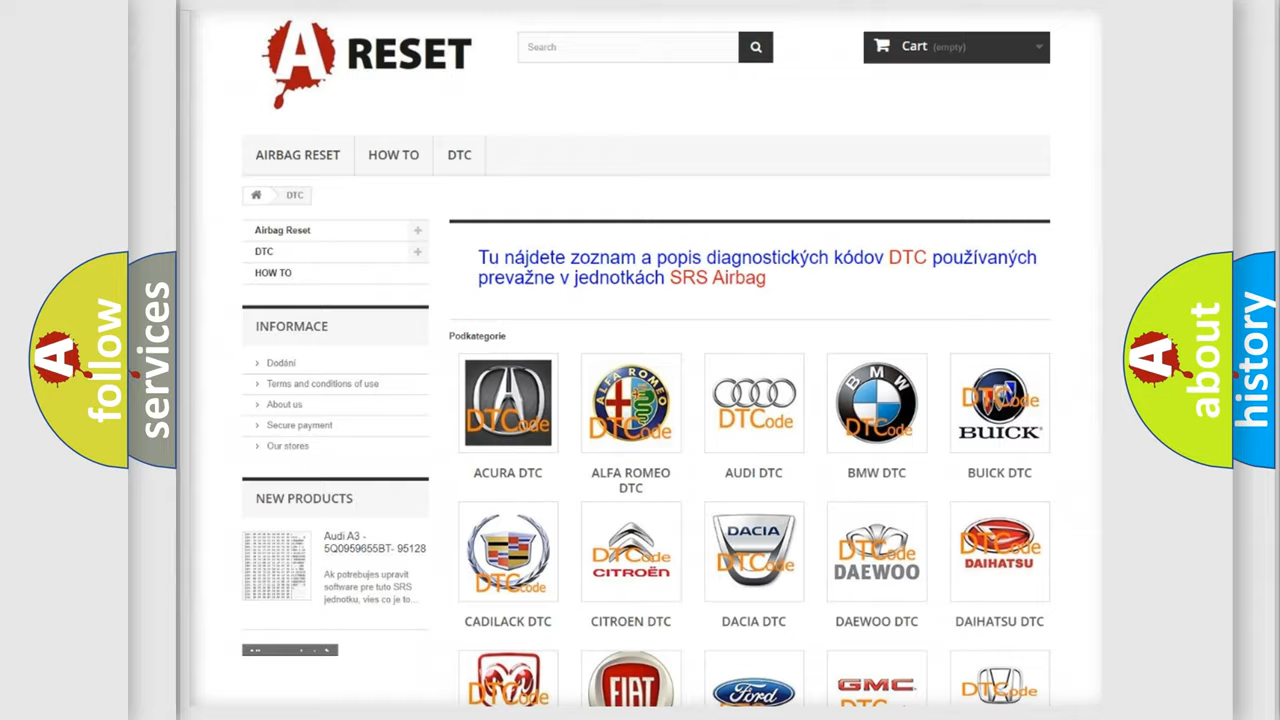 A RESET
Search
Cart (empty)
AIRBAG RESET
HOW TO
DTC
DTC
Airbag Reset
DTC
HOW TO
INFORMACE
Dodání
Terms and conditions of use
About us
Secure payment
Our stores
NEW PRODUCTS
Audi A3 -
5Q0959655BT- 95128
Ak potrebujes upravit
software pre tuto SRS
jednotku, vies co je to...
Tu nájdete zoznam a popis diagnostických kódov DTC používaných
prevažne v jednotkách SRS Airbag
Podkategorie
DTCode
ALFA ROMEO
DTCode
DTCode
BMW
DTCode
DTCode
BUICK
ACURA DTC
ALFA ROMEO
DTC
AUDI DTC
BMW DTC
BUICK DTC
DTCode
DTCode
CITROËN
DACIA
DTCode
DTCode
DAEWOO
DTCode
DAIHATSU
CADILACK DTC
CITROEN DTC
DACIA DTC
DAEWOO DTC
DAIHATSU DTC
DTCode
FIAT
Ford
GMC
DTCode
A follow
services
A about
history